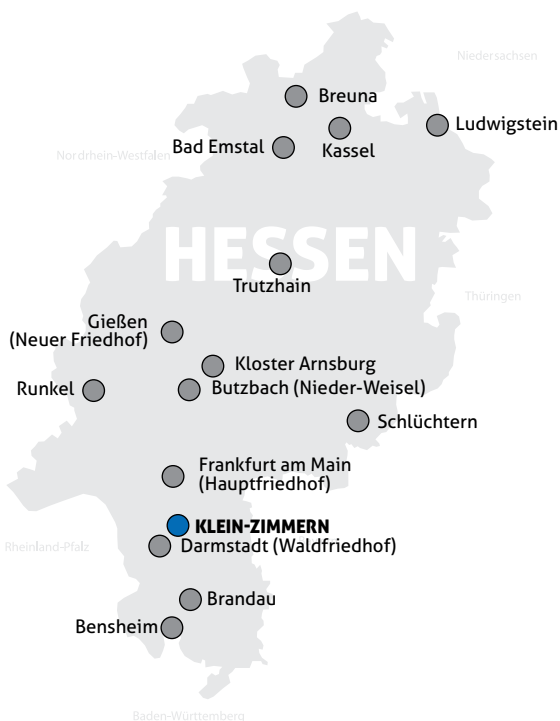 Niedersachsen
Breuna
Ludwigstein
Bad Emstal
Kassel
Nordrhein-Westfalen
HESSEN
Trutzhain
Thüringen
Gießen
(Neuer Friedhof)
Kloster Arnsburg
Runkel
Butzbach (Nieder-Weisel)
Schlüchtern
Frankfurt am Main
(Hauptfriedhof)
KLEIN-ZIMMERN
Rheinland-Pfalz
Darmstadt (Waldfriedhof)
Brandau
Bensheim
Baden-Württemberg